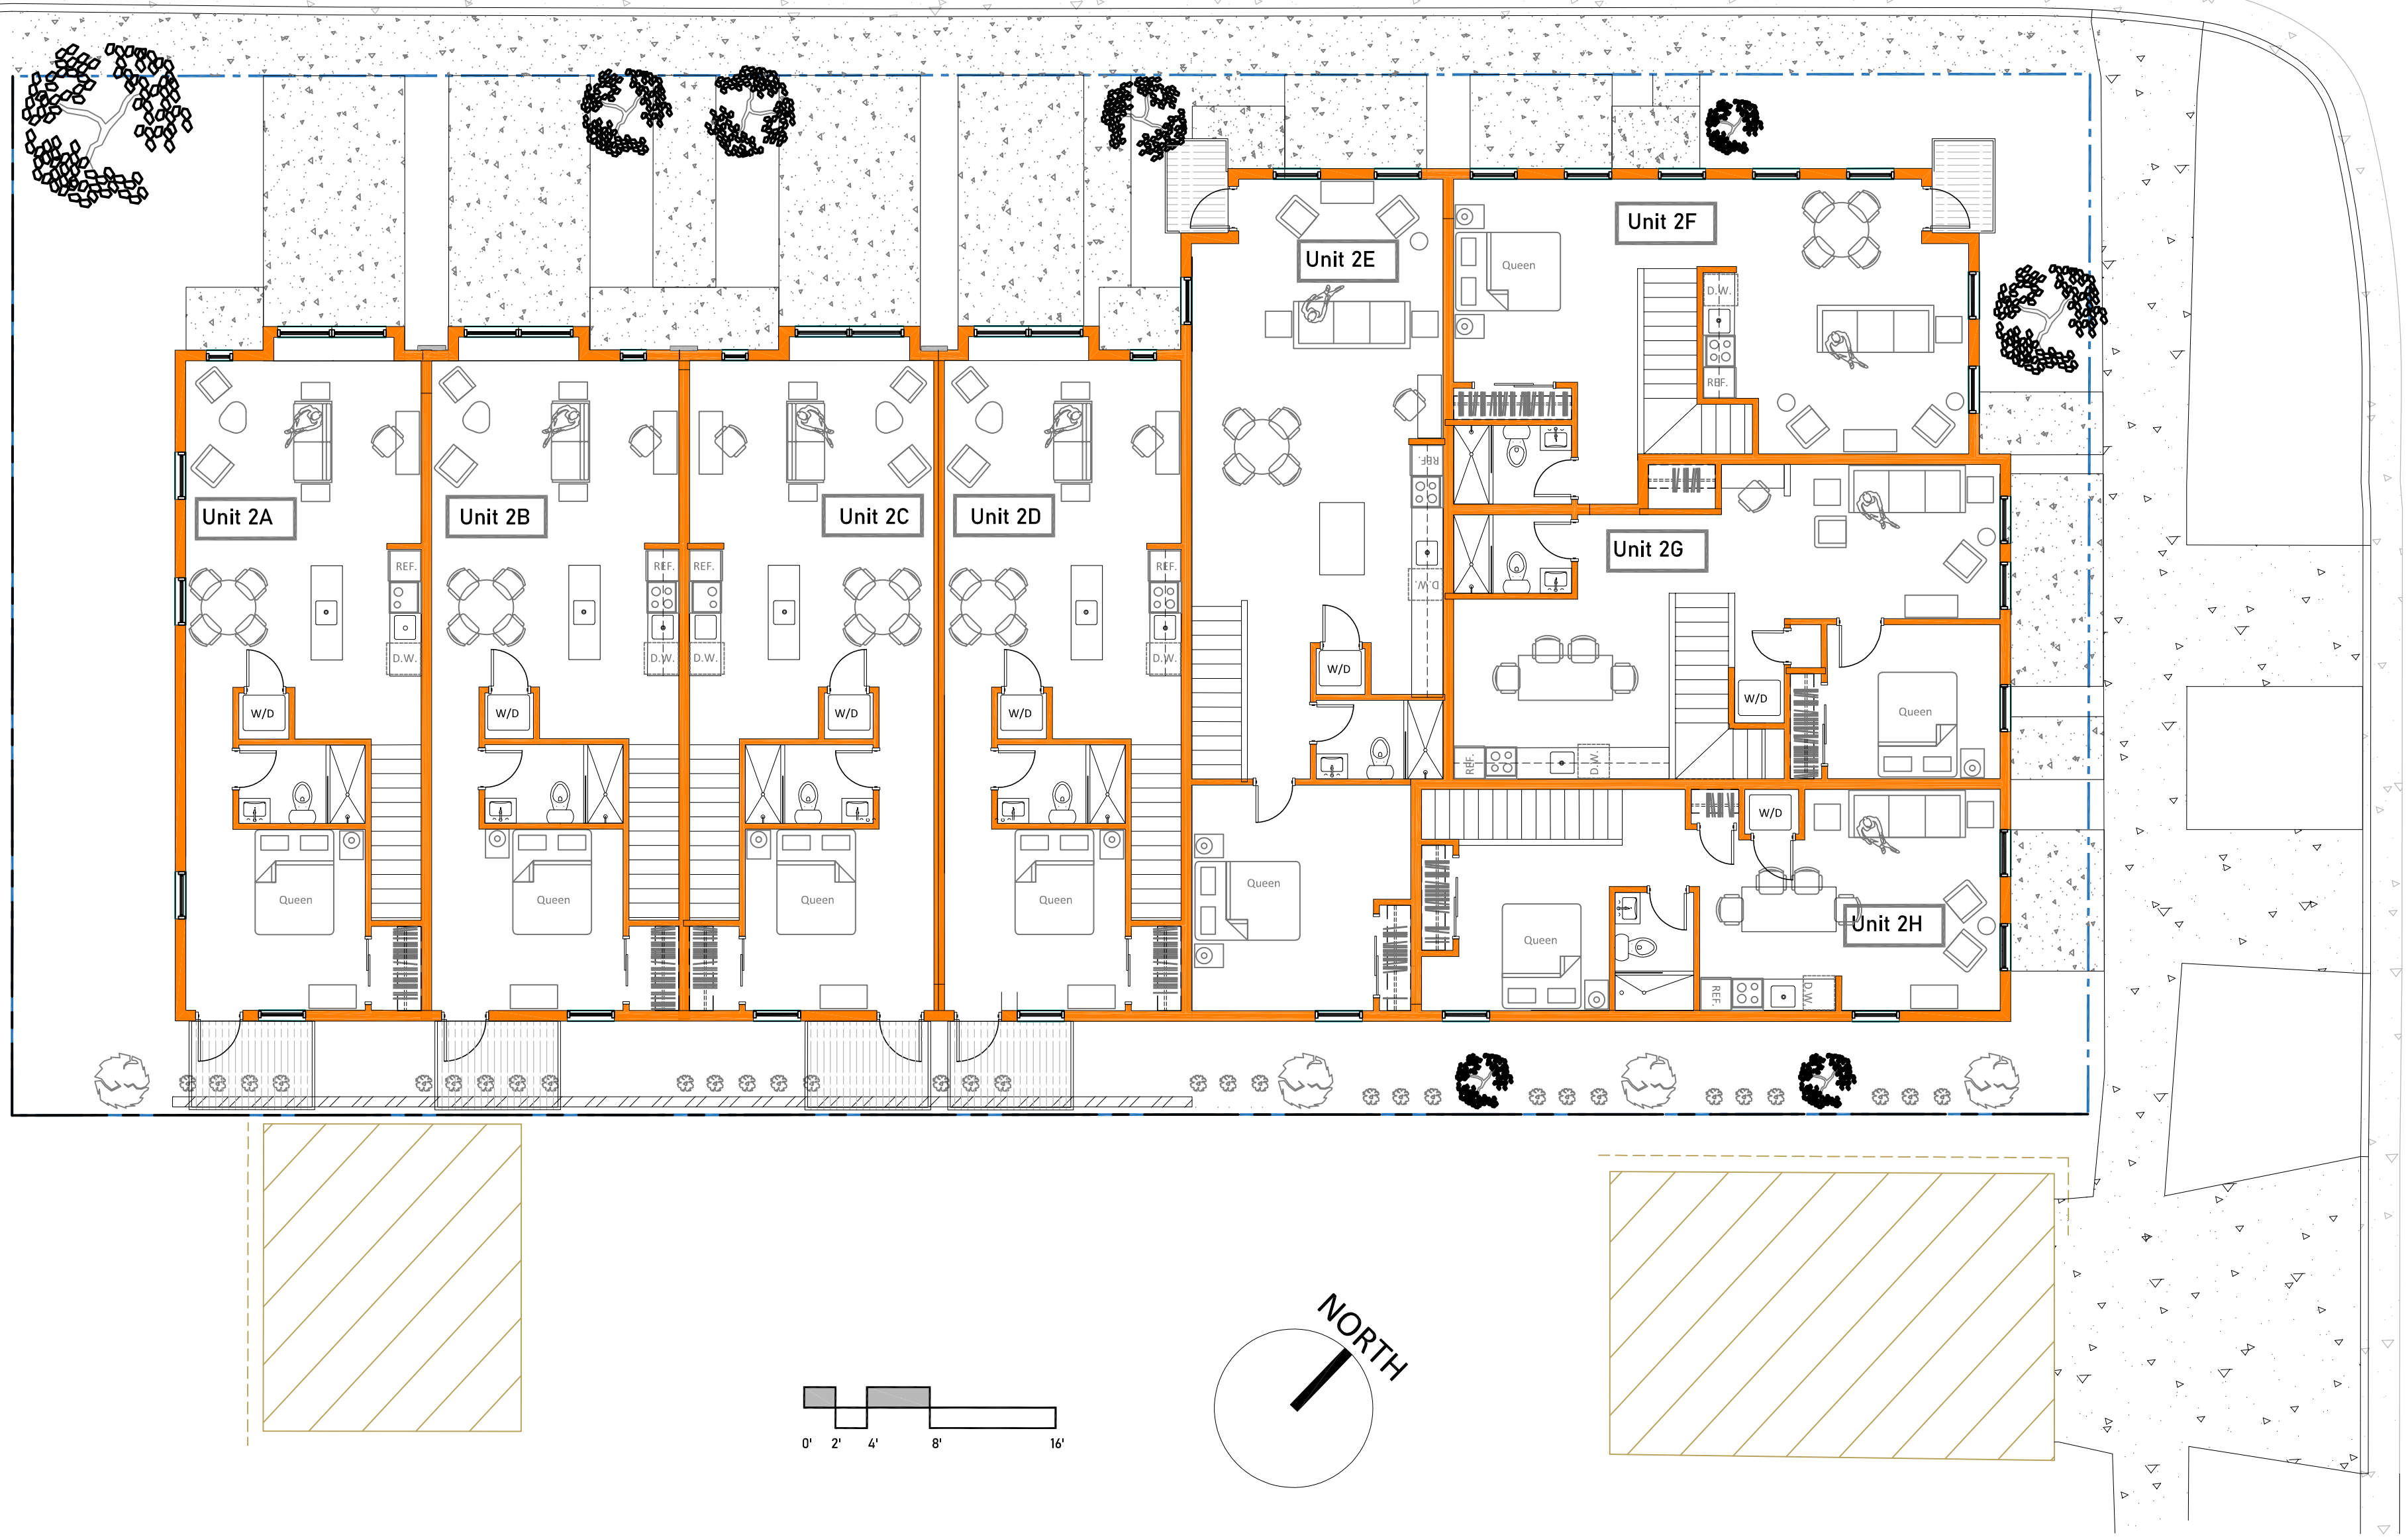 Unit 2E
Unit 2F
Queen
D.W.
REF.
REF.
D.W.
Unit 2A
Unit 2B
Unit 2C
Unit 2D
Unit 2G
REF.
REF.
REF.
REF.
D.W.
D.W.
D.W.
D.W.
W/D
W/D
W/D
W/D
W/D
W/D
Queen
REF.
D.W.
W/D
Queen
Queen
Queen
Queen
Queen
Queen
Unit 2H
REF.
D.W.
NORTH
0' 2' 4' 8' 16'